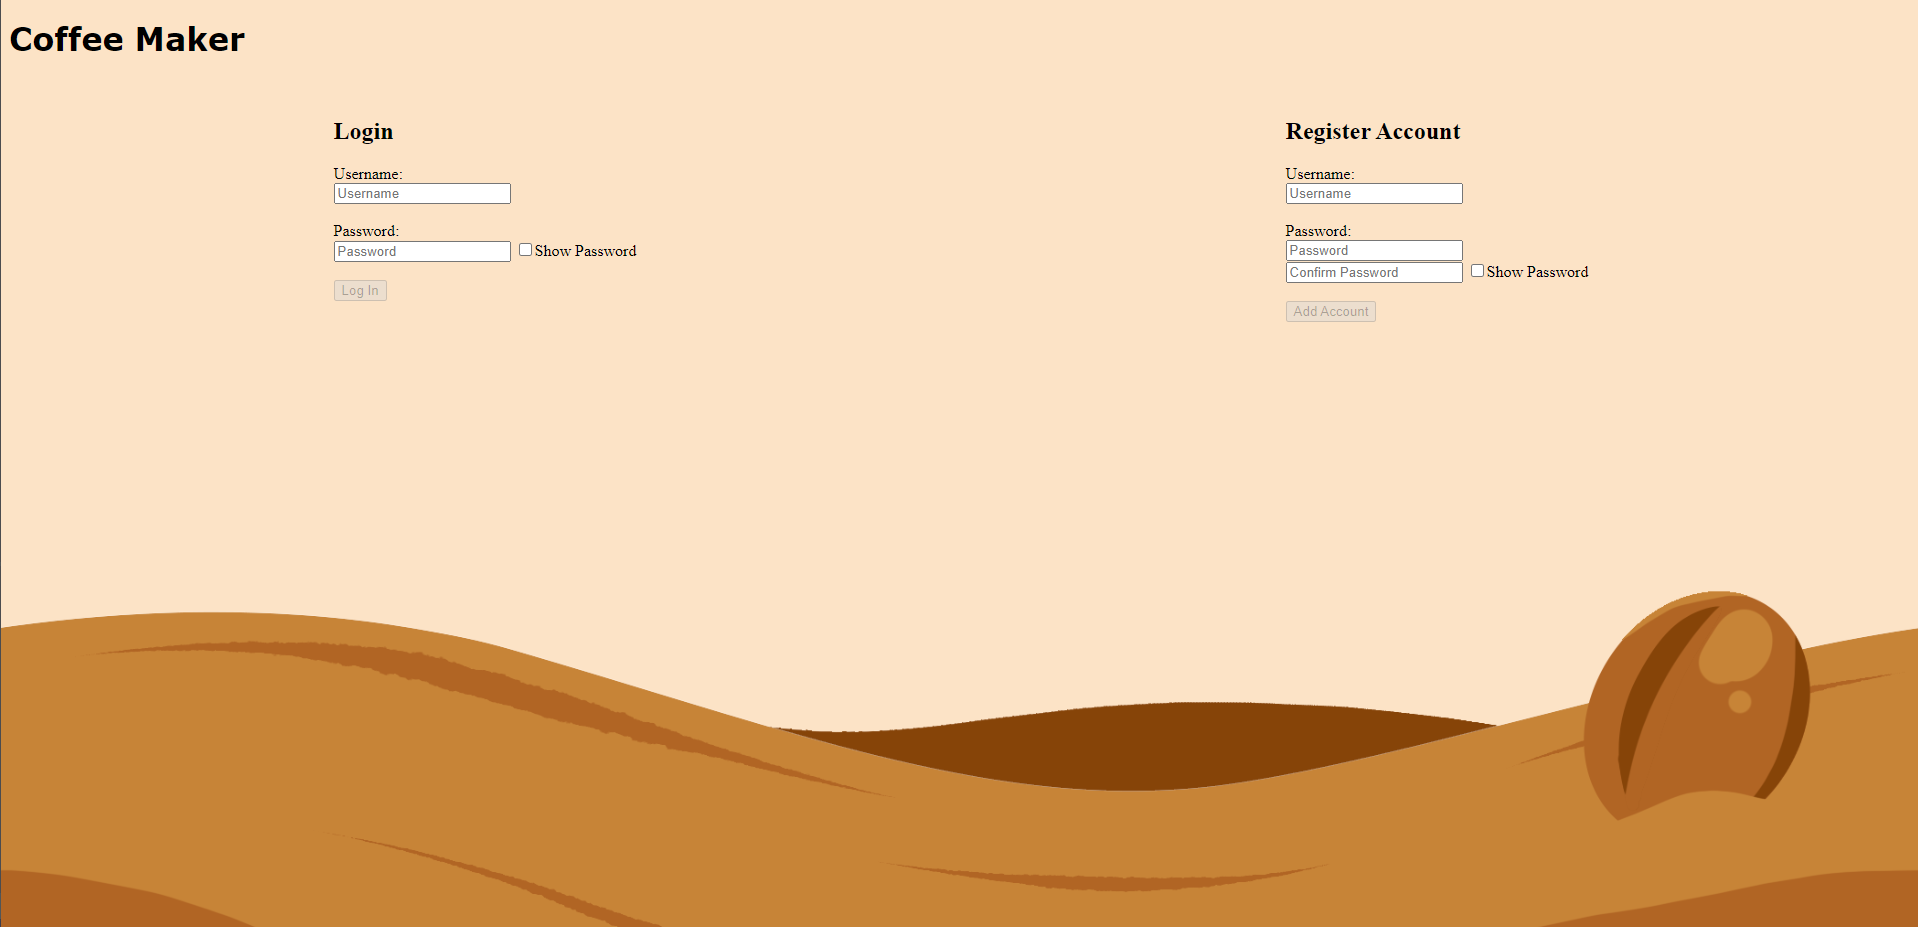 Coffee Maker
Login
Username:
Username
Password:
Password Show Password
Log In
Register Account
Username:
Username
Password:
Password
Confirm Password Show Password
Add Account